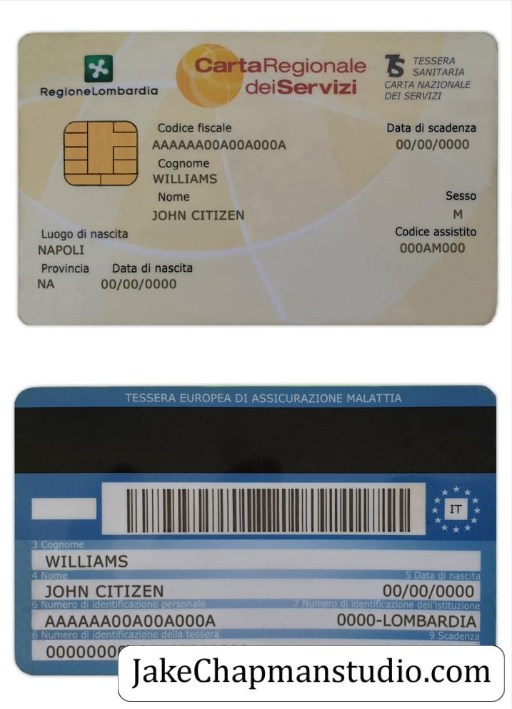 RegioneLombardia
CartaRegionale
deiServizi
TS TESSERA
SANITARIA
CARTA NAZIONALE
DEI SERVIZI
Codice fiscale
Data di scadenza
AAAAAA00A00A000A
00/00/0000
Cognome
WILLIAMS
Nome
Sesso
JOHN CITIZEN
M
Luogo di nascita
Codice assistito
NAPOLI
000AM000
Provincia Data di nascita
NA 00/00/0000
TESSERA EUROPEA DI ASSICURAZIONE MALATTIA
IT
3 Cognome
WILLIAMS
4 Nome 5 Data di nascita
JOHN CITIZEN 00/00/0000
6 Numero di identificazione personale 7 Numero di identificazione dell'istituzione
AAAAAA00A00A000A 0000-LOMBARDIA
8 Numero di identificazione della tessera 9 Scadenza
JakeChapmanstudio.com